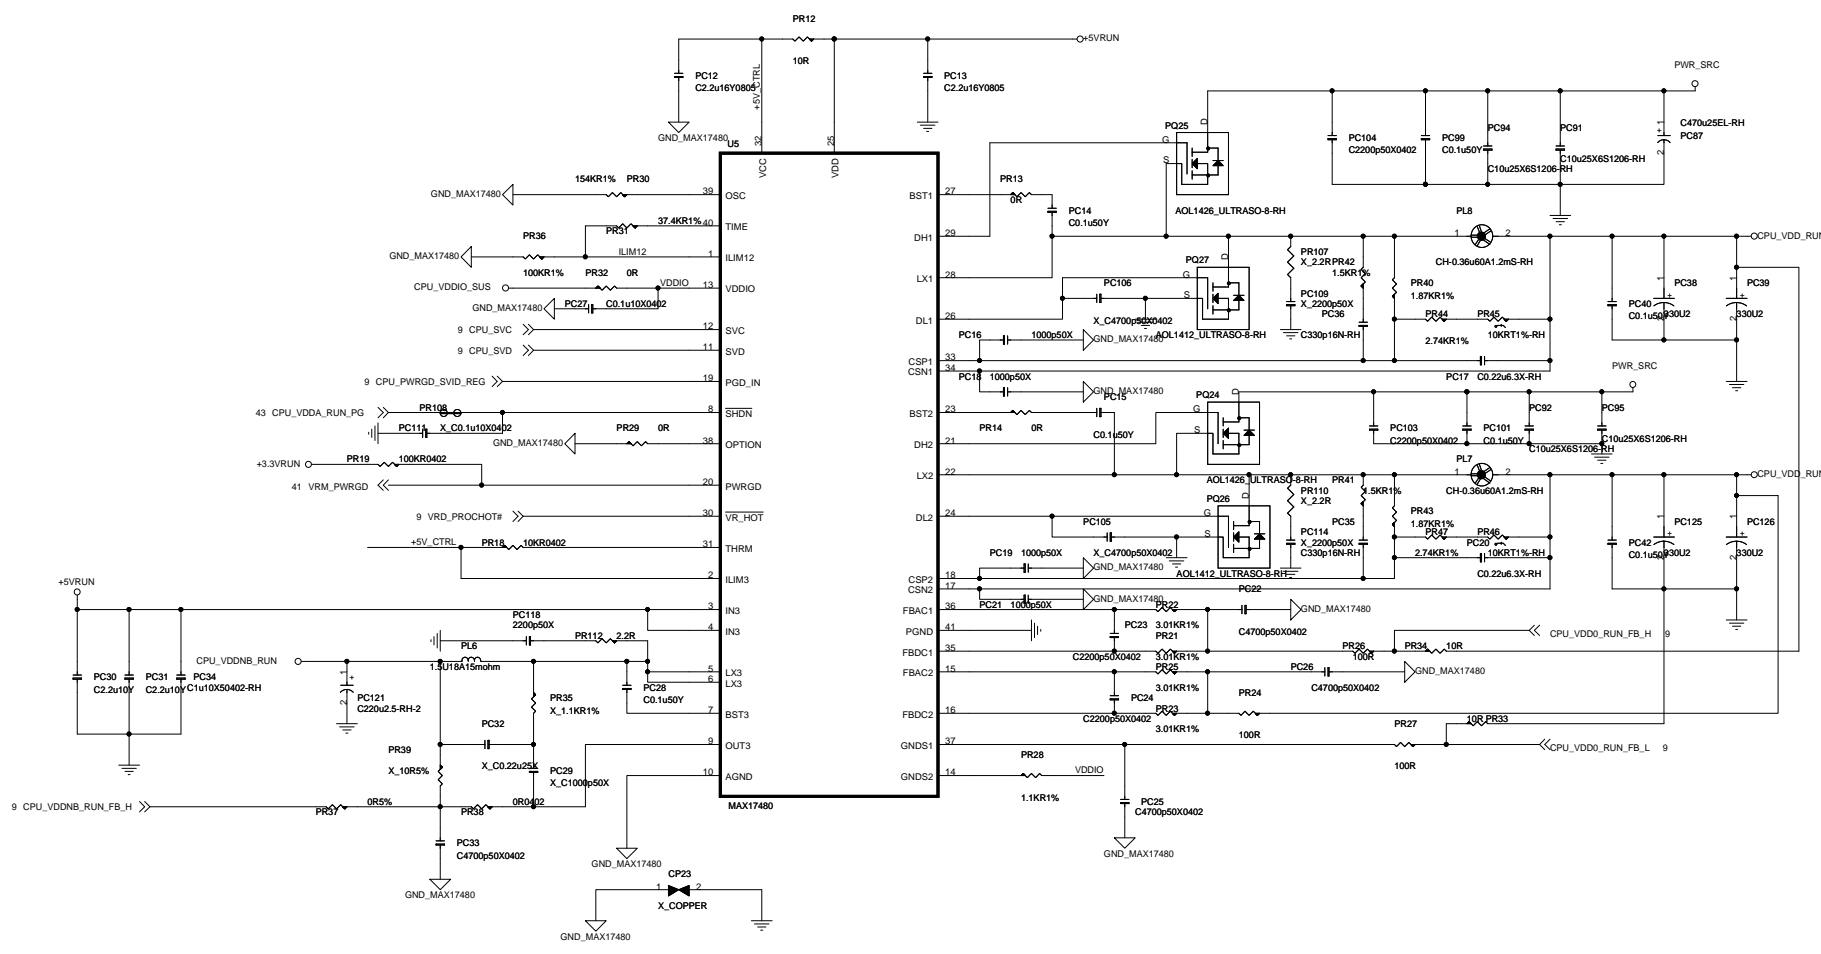 PR12
10R
+5VRUN
PC12
C2.2u16Y0805
+5V_CTRL
PC13
C2.2u16Y0805
GND_MAX17480
U5
32
25
VCC
VDD
PWR_SRC
PQ25
G
S
D
AOL1426_ULTRASO-8-RH
PC104
C2200p50X0402
PC99
C0.1u50Y
PC94
C10u25X6S1206-RH
PC91
C10u25X6S1206-RH
C470u25EL-RH
PC87
1
+
2
GND_MAX17480
154KR1%
PR30
39
OSC
37.4KR1%
PR31
40
TIME
PR36
GND_MAX17480
100KR1%
ILIM12
1
ILIM12
PR32
0R
CPU_VDDIO_SUS
VDDIO
13
VDDIO
GND_MAX17480
PC27
C0.1u10X0402
9 CPU_SVC
12
SVC
9 CPU_SVD
11
SVD
9 CPU_PWRGD_SVID_REG
19
PGD_IN
43 CPU_VDDA_RUN_PG
PR108
8
SHDN
PC111
X_C0.1u10X0402
GND_MAX17480
PR29
0R
38
OPTION
+3.3VRUN
PR19
100KR0402
41 VRM_PWRGD
20
PWRGD
9 VRD_PROCHOT#
30
VR_HOT
+5V_CTRL
PR18
10KR0402
31
THRM
2
ILIM3
+5VRUN
3
IN3
4
IN3
PC118
2200p50X
PR112
2.2R
CPU_VDDNB_RUN
PL6
1.5U18A15mohm
5
LX3
6
LX3
PC30
C2.2u10Y
PC31
C2.2u10Y
PC34
C1u10X50402-RH
1
+
2
PC121
C220u2.5-RH-2
PR35
X_1.1KR1%
PC28
C0.1u50Y
7
BST3
PC32
X_C0.22u25X
9
OUT3
PR39
X_10R5%
PC29
X_C1000p50X
10
AGND
9 CPU_VDDNB_RUN_FB_H
PR37
0R5%
PR38
0R0402
MAX17480
PC33
C4700p50X0402
GND_MAX17480
GND_MAX17480
CP23
1
2
X_COPPER
GND_MAX17480
BST1
27
PR13
0R
PC14
C0.1u50Y
DH1
29
LX1
28
PL8
1
2
CH-0.36u60A1.2mS-RH
CPU_VDD_RUN
PQ27
G
S
D
AOL1412_ULTRASO-8-RH
PC106
X_C4700p50X0402
DL1
26
PR107
X_2.2R
PC109
X_2200p50X
PR42
1.5KR1%
PC36
C330p16N-RH
PR40
1.87KR1%
PR44
2.74KR1%
PR45
10KRT1%-RH
PC17
C0.22u6.3X-RH
PC40
C0.1u50Y
PC38
330U2
1
+
2
PC39
330U2
1
+
2
PC16
1000p50X
GND_MAX17480
CSP1
33
CSN1
34
PC18
1000p50X
GND_MAX17480
PC15
C0.1u50Y
BST2
23
PR14
0R
DH2
21
LX2
22
PQ24
G
S
D
AOL1426_ULTRASO-8-RH
PWR_SRC
PC103
C2200p50X0402
PC101
C0.1u50Y
PC92
C10u25X6S1206-RH
PC95
C10u25X6S1206-RH
PL7
1
2
CH-0.36u60A1.2mS-RH
CPU_VDD_RUN
DL2
24
PC105
X_C4700p50X0402
PQ26
G
S
D
AOL1412_ULTRASO-8-RH
PR110
X_2.2R
PC114
X_2200p50X
PR41
1.5KR1%
PC35
C330p16N-RH
PR43
1.87KR1%
PR47
2.74KR1%
PR46
10KRT1%-RH
PC20
C0.22u6.3X-RH
PC42
C0.1u50Y
PC125
330U2
1
+
2
PC126
330U2
1
+
2
PC19
1000p50X
GND_MAX17480
CSP2
18
CSN2
17
PC21
1000p50X
GND_MAX17480
FBAC1
36
PR22
3.01KR1%
PC22
C4700p50X0402
GND_MAX17480
PGND
41
PC23
C2200p50X0402
PR21
3.01KR1%
FBDC1
35
PR26
100R
PR34
10R
CPU_VDD0_RUN_FB_H 9
FBAC2
15
PR25
3.01KR1%
PC26
C4700p50X0402
GND_MAX17480
PC24
C2200p50X0402
PR23
3.01KR1%
FBDC2
16
PR24
100R
GNDS1
37
PR27
100R
10R PR33
CPU_VDD0_RUN_FB_L 9
GNDS2
14
PR28
1.1KR1%
VDDIO
PC25
C4700p50X0402
GND_MAX17480